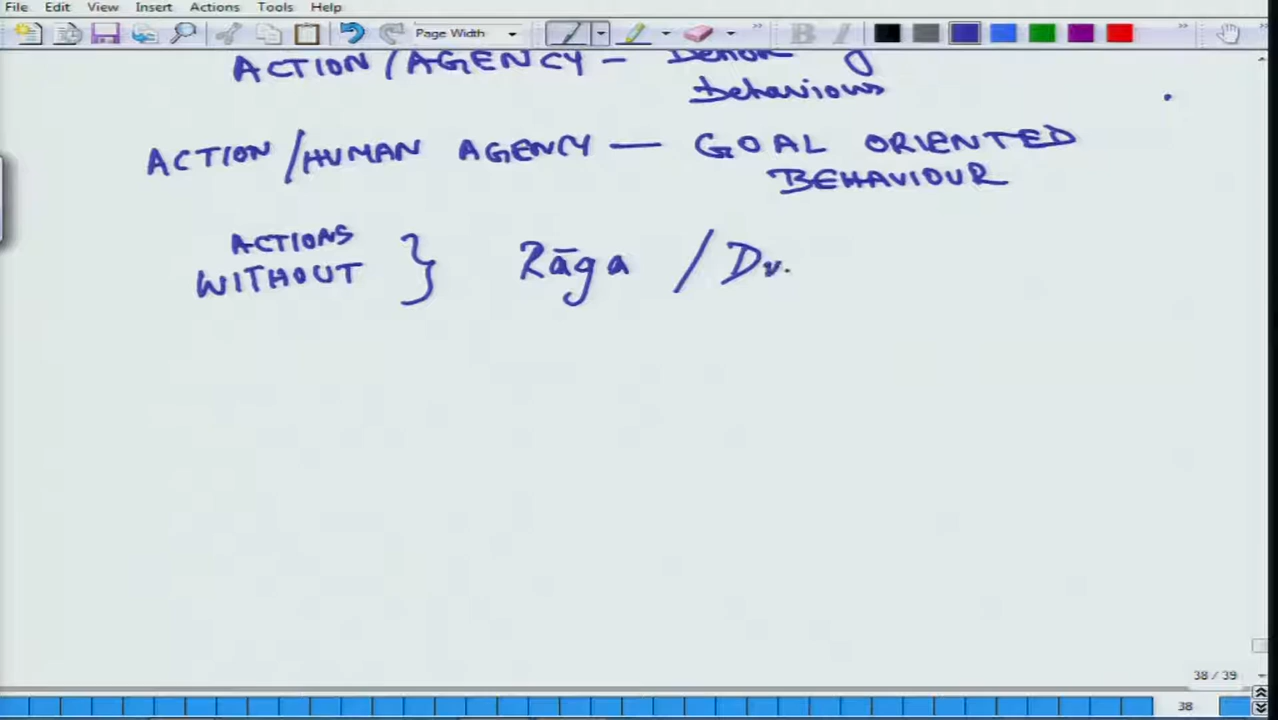 File Edit View Insert Actions Tools Help
Page Width
B I
ACTION/AGENCY -
Behaviour
ACTION/HUMAN AGENCY — GOAL ORIENTED
BEHAVIOUR
ACTIONS
WITHOUT } Rāga / Dv
38 / 39
38